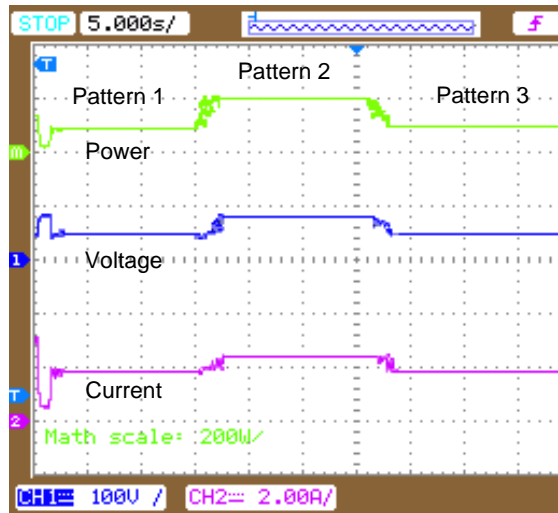 STOP 5.000s/
T
Pattern 1
Pattern 2
Pattern 3
m
Power
1
Voltage
Current
T
2
Math scale: 200W/
CH1 100V / CH2 2.00A/